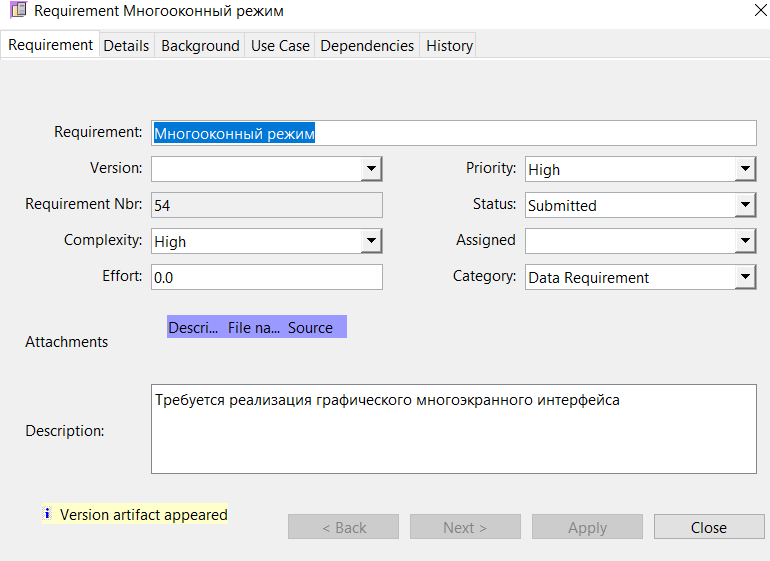 Requirement Многооконный режим
Requirement Details Background Use Case Dependencies History
Requirement: Многооконный режим
Version: Priority: High
Requirement Nbr: 54 Status: Submitted
Complexity: High Assigned
Effort: 0.0 Category: Data Requirement
Attachments Descri... File na... Source
Description: Требуется реализация графического многоэкранного интерфейса
Version artifact appeared
< Back Next > Apply Close